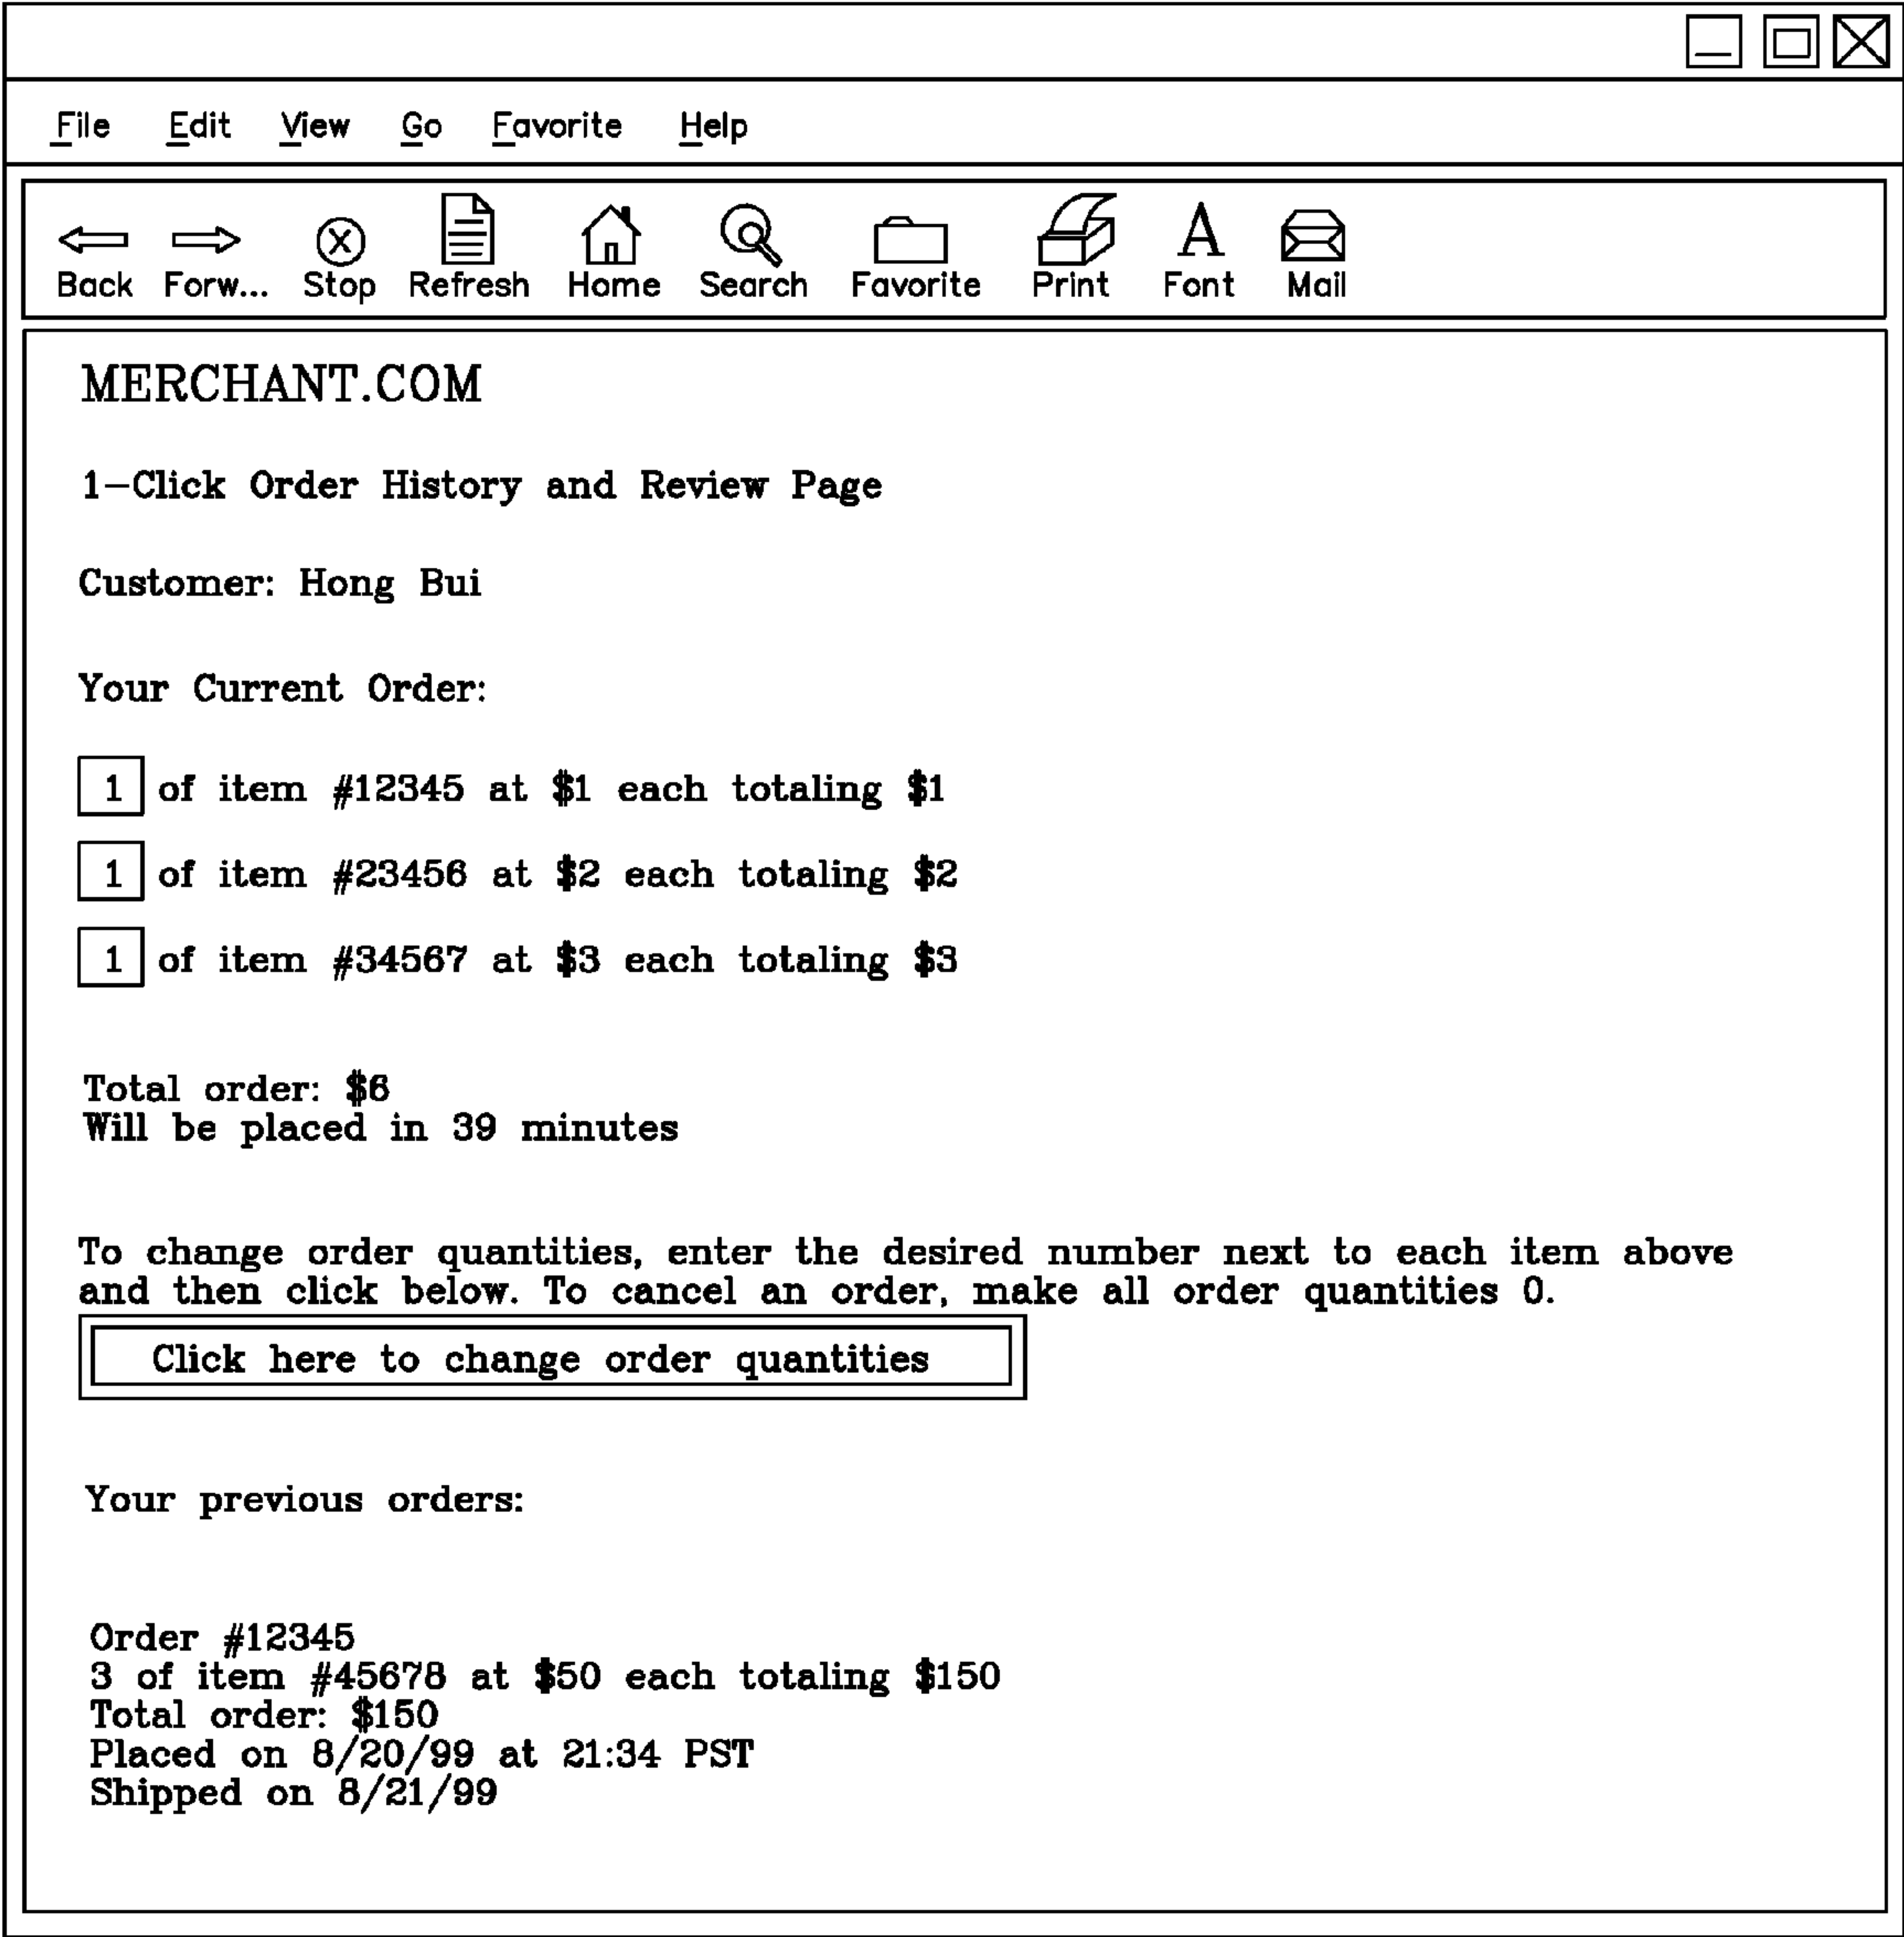 File Edit View Go Favorite Help
Back Forw... Stop Refresh Home Search Favorite Print Font Mail
MERCHANT.COM
1-Click Order History and Review Page
Customer: Hong Bui
Your Current Order:
1 of item #12345 at $1 each totaling $1
1 of item #23456 at $2 each totaling $2
1 of item #34567 at $3 each totaling $3
Total order: $6
Will be placed in 39 minutes
To change order quantities, enter the desired number next to each item above
and then click below. To cancel an order, make all order quantities 0.
Click here to change order quantities
Your previous orders:
Order #12345
3 of item #45678 at $50 each totaling $150
Total order: $150
Placed on 8/20/99 at 21:34 PST
Shipped on 8/21/99